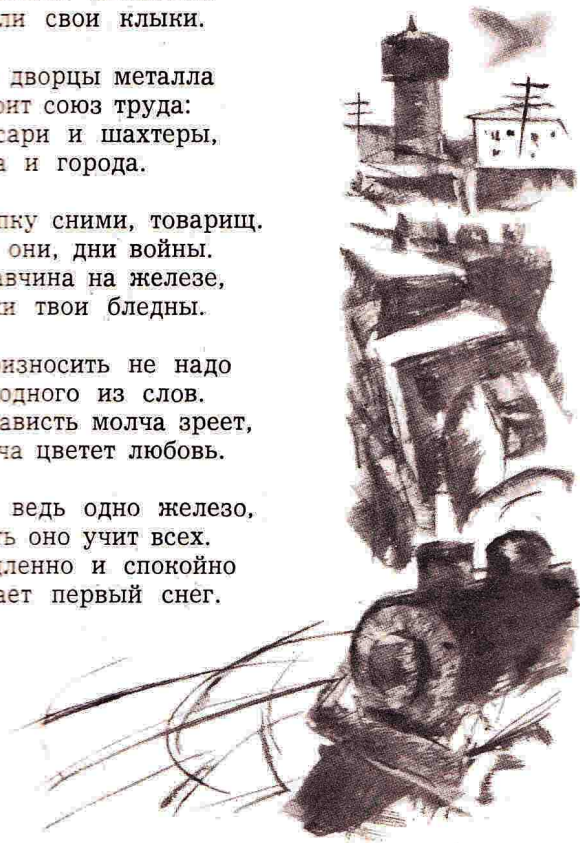 ли свои клыки.
дворцы металла
оит союз труда:
сари и шахтеры,
а и города.
пку сними, товарищ.
они, дни войны.
авчина на железе,
и твои бледны.
износить не надо
одного из слов.
ависть молча зреет,
ча цветет любовь.
ведь одно железо,
ть оно учит всех.
дленно и спокойно
ает первый снег.